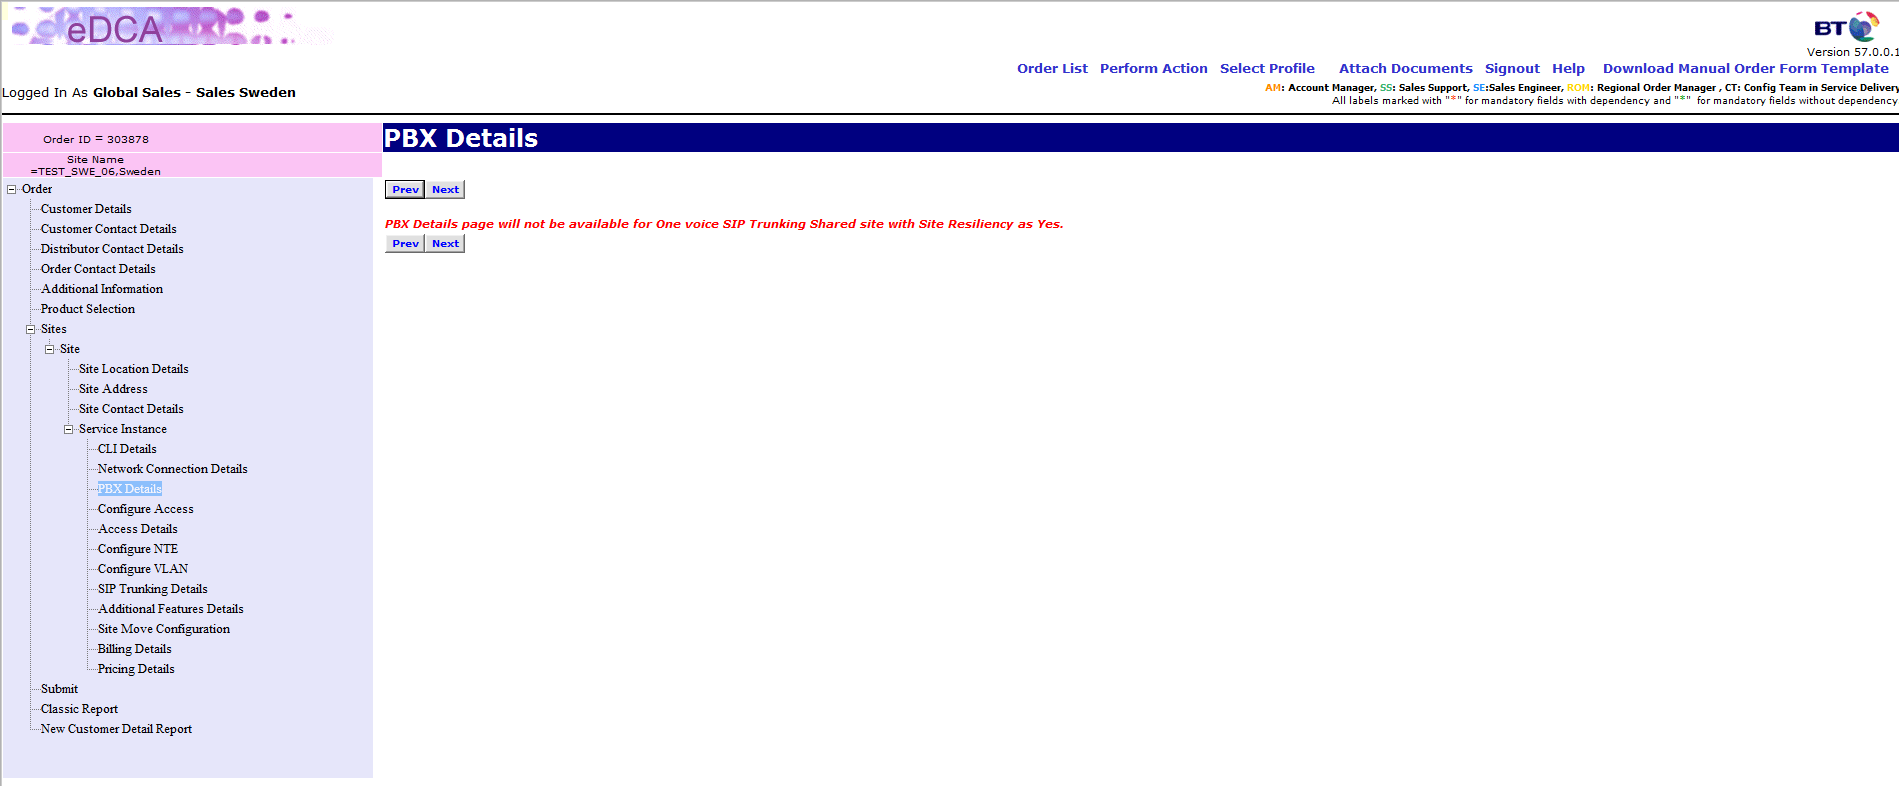 eDCA
BT
Version 57.0.0.1
Order List Perform Action Select Profile Attach Documents Signout Help Download Manual Order Form Template
Logged In As Global Sales - Sales Sweden
AM: Account Manager, SS: Sales Support, SE:Sales Engineer, ROM: Regional Order Manager , CT: Config Team in Service Delivery
All labels marked with "*" for mandatory fields with dependency and "*" for mandatory fields without dependency
Order ID = 303878
Site Name
=TEST_SWE_06,Sweden
PBX Details
Prev Next
PBX Details page will not be available for One voice SIP Trunking Shared site with Site Resiliency as Yes.
Prev Next
Order
Customer Details
Customer Contact Details
Distributor Contact Details
Order Contact Details
Additional Information
Product Selection
Sites
Site
Site Location Details
Site Address
Site Contact Details
Service Instance
CLI Details
Network Connection Details
PBX Details
Configure Access
Access Details
Configure NTE
Configure VLAN
SIP Trunking Details
Additional Features Details
Site Move Configuration
Billing Details
Pricing Details
Submit
Classic Report
New Customer Detail Report